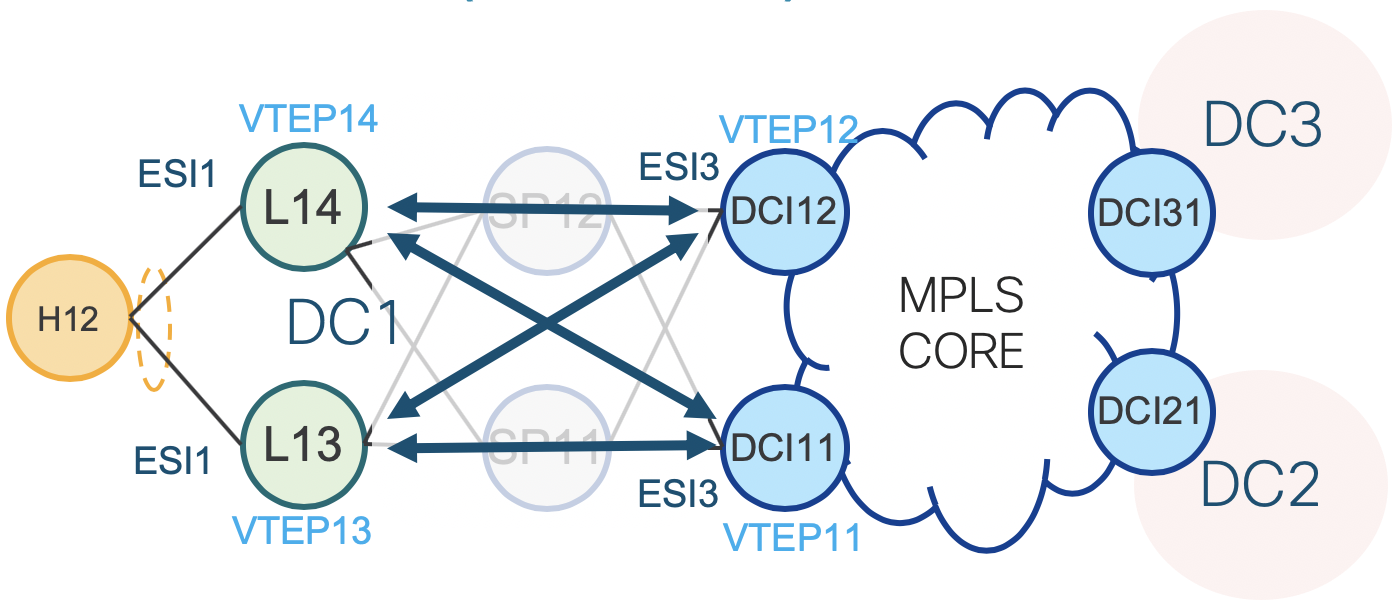 VTEP14
ESI1
L14
H12
DC1
L13
ESI1
VTEP13
SP12
SP11
VTEP12
ESI3
DCI12
DCI11
ESI3
VTEP11
MPLS
CORE
DC3
DCI31
DCI21
DC2